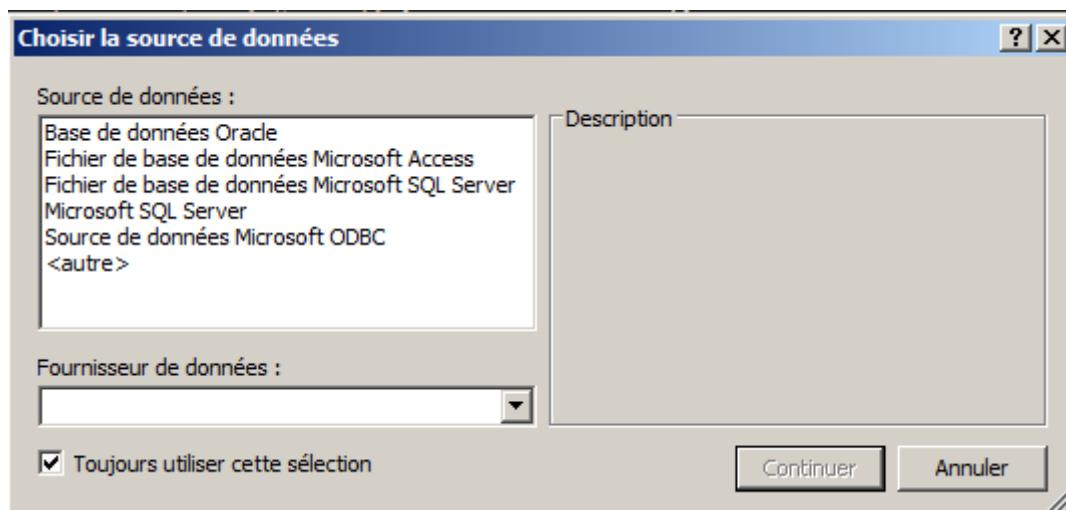 Choisir la source de données
Source de données :
Base de données Oracle
Fichier de base de données Microsoft Access
Fichier de base de données Microsoft SQL Server
Microsoft SQL Server
Source de données Microsoft ODBC
<autre>
Description
Fournisseur de données :
Toujours utiliser cette sélection
Continuer
Annuler